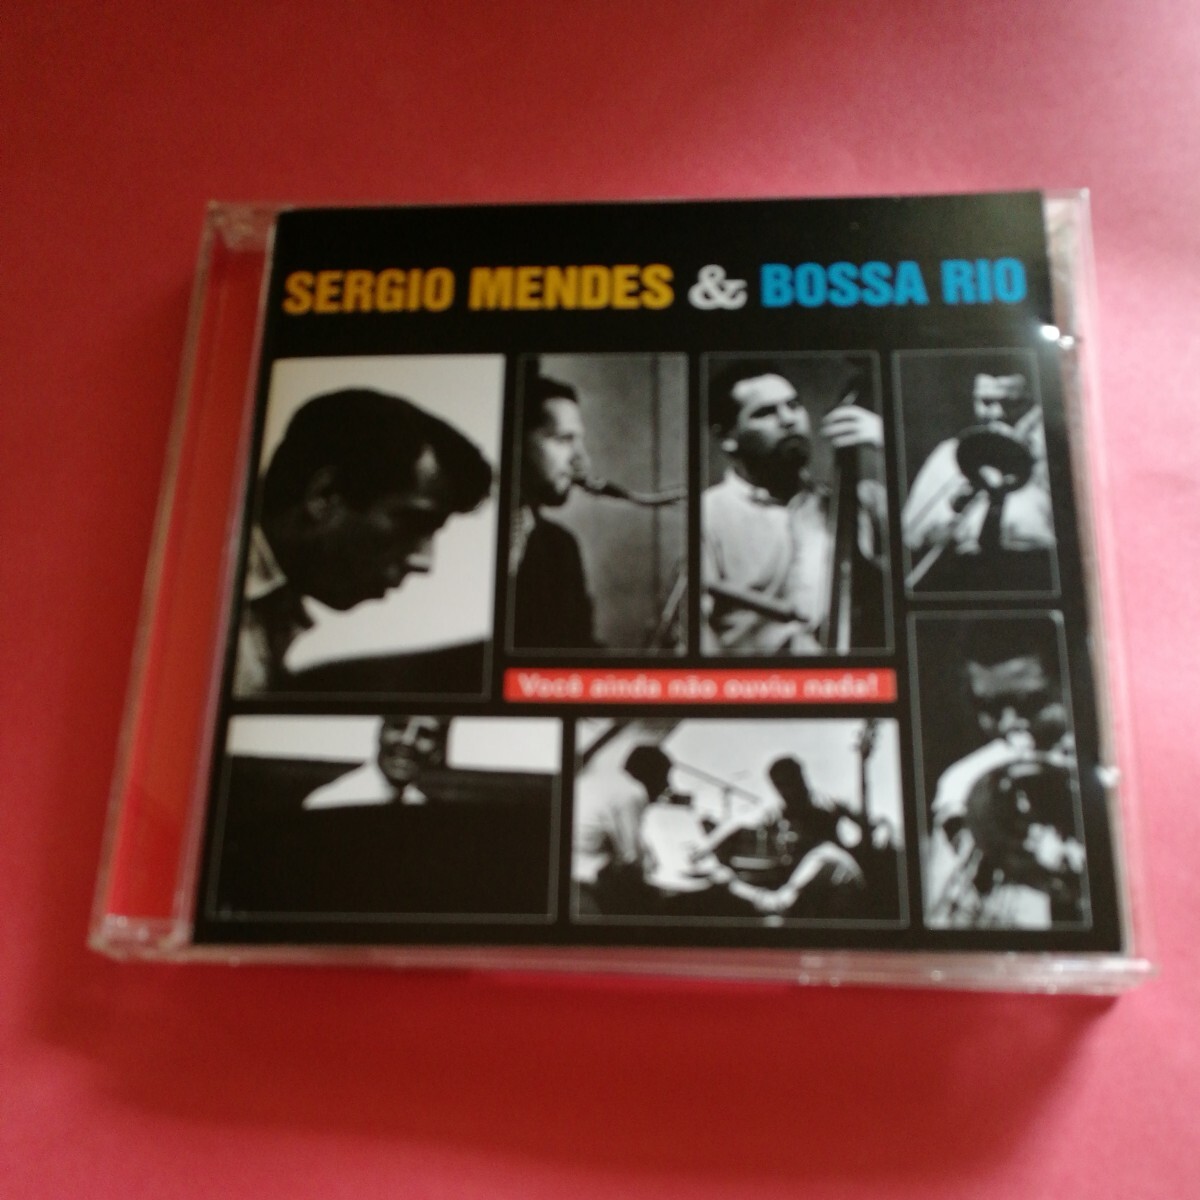 SERGIO MENDES & BOSSA RIO
Você ainda não ouviu nada!